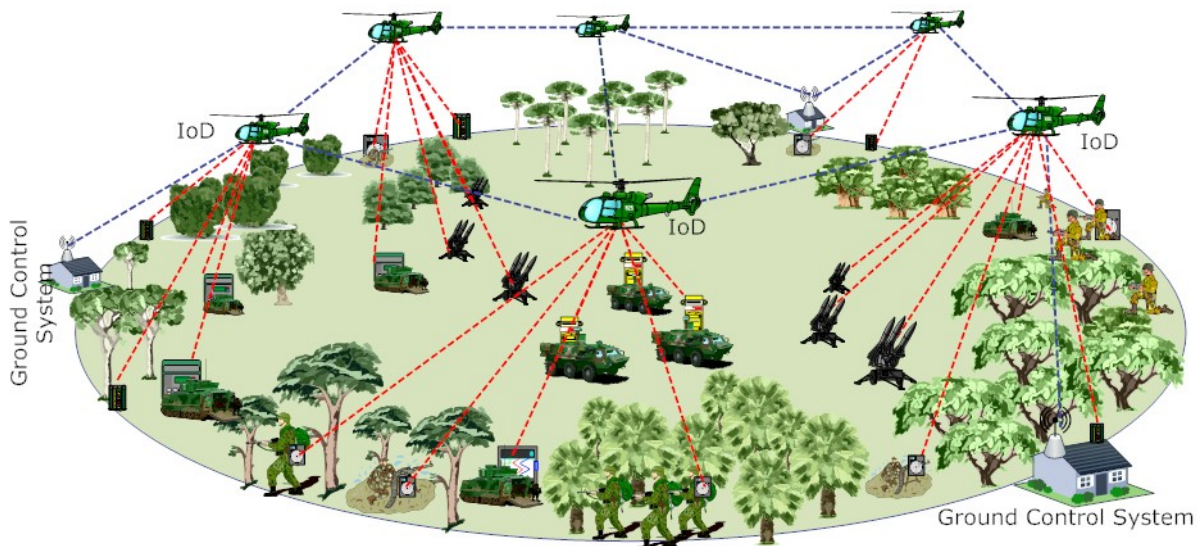 IoD
IoD
IoD
Ground Control
System
Ground Control System